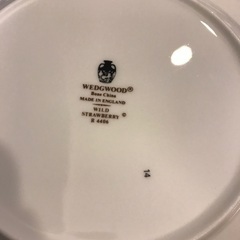 WEDGWOOD®
Bone China
MADE IN ENGLAND
WILD
STRAWBERRY ®
R 4406
14